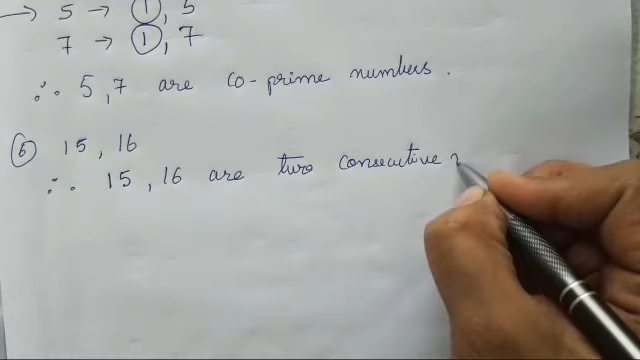 → 5 → 1, 5
7 → 1, 7
∴ 5, 7 are co-prime numbers.
⑥ 15, 16
∴ 15, 16 are two consecutive